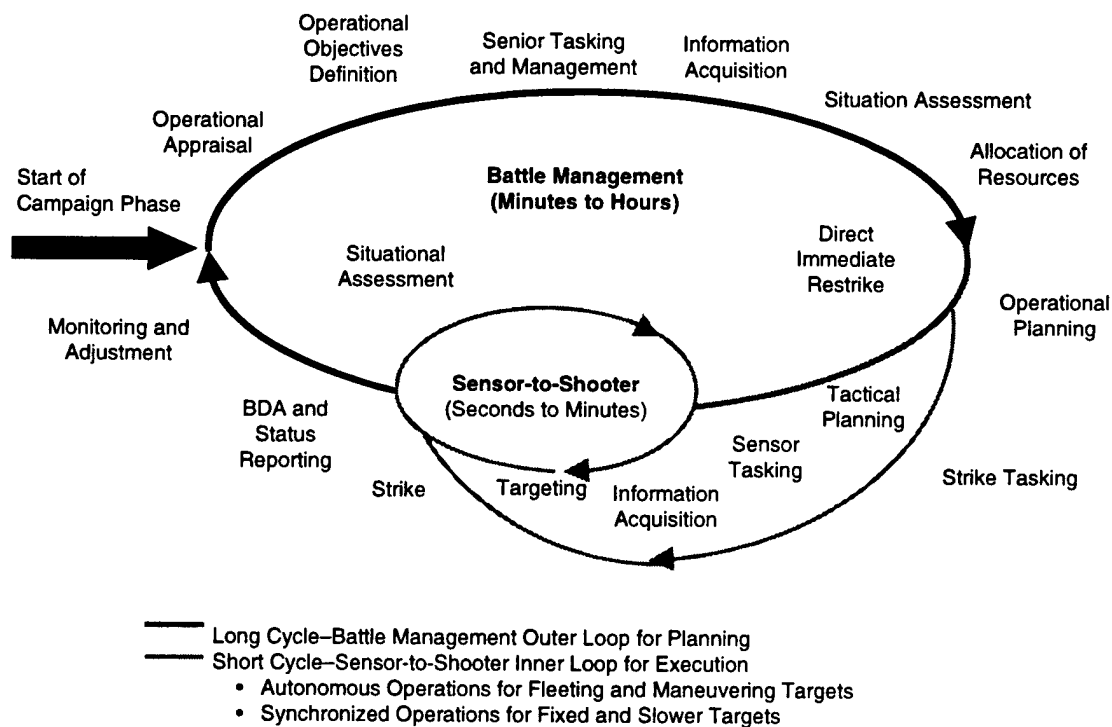 Operational
Objectives
Definition
Senior Tasking
and Management
Information
Acquisition
Situation Assessment
Operational
Appraisal
Allocation of
Resources
Start of
Campaign Phase
Battle Management
(Minutes to Hours)
Situational
Assessment
Direct
Immediate
Restrike
Operational
Planning
Monitoring and
Adjustment
Sensor-to-Shooter
(Seconds to Minutes)
BDA and
Status
Reporting
Tactical
Planning
Sensor
Tasking
Strike Tasking
Strike
Targeting
Information
Acquisition
Long Cycle–Battle Management Outer Loop for Planning
Short Cycle–Sensor-to-Shooter Inner Loop for Execution
• Autonomous Operations for Fleeting and Maneuvering Targets
• Synchronized Operations for Fixed and Slower Targets